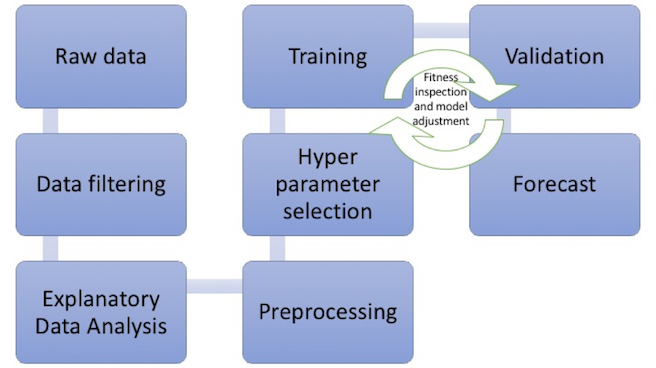 Raw data
Data filtering
Explanatory
Data Analysis
Preprocessing
Hyper
parameter
selection
Training
Fitness
inspection
and model
adjustment
Validation
Forecast